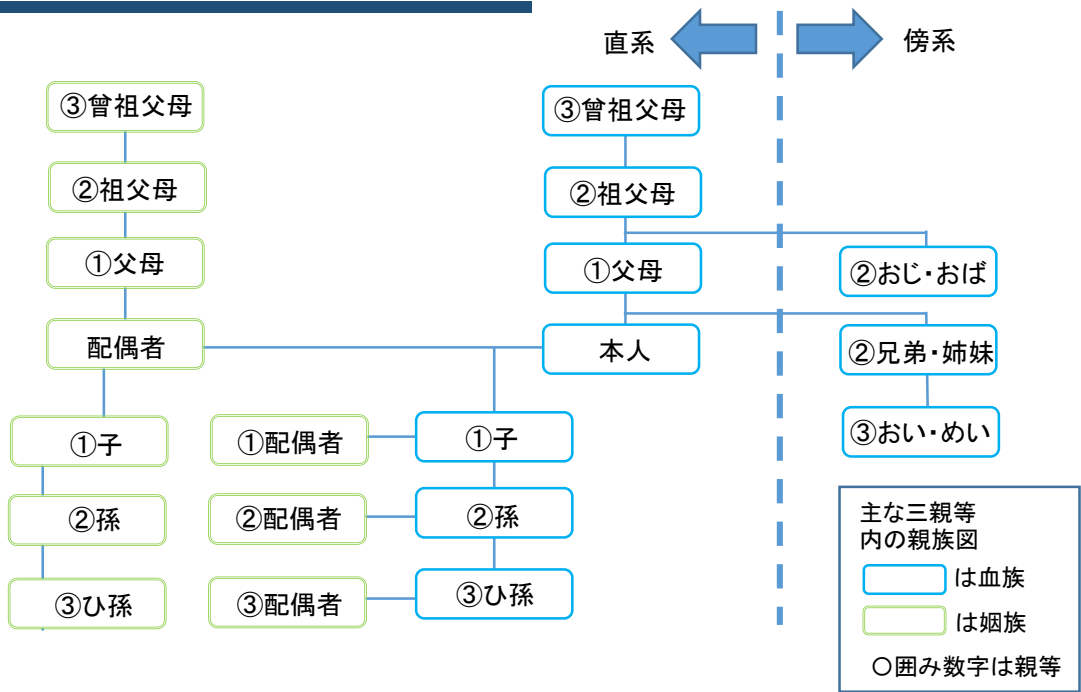 直系
傍系
③曾祖父母
③曾祖父母
②祖父母
②祖父母
①父母
①父母
②おじ・おば
配偶者
本人
②兄弟・姉妹
①子
①配偶者
①子
③おい・めい
②孫
②配偶者
②孫
③ひ孫
③配偶者
③ひ孫
主な三親等
内の親族図
は血族
は姻族
○囲み数字は親等